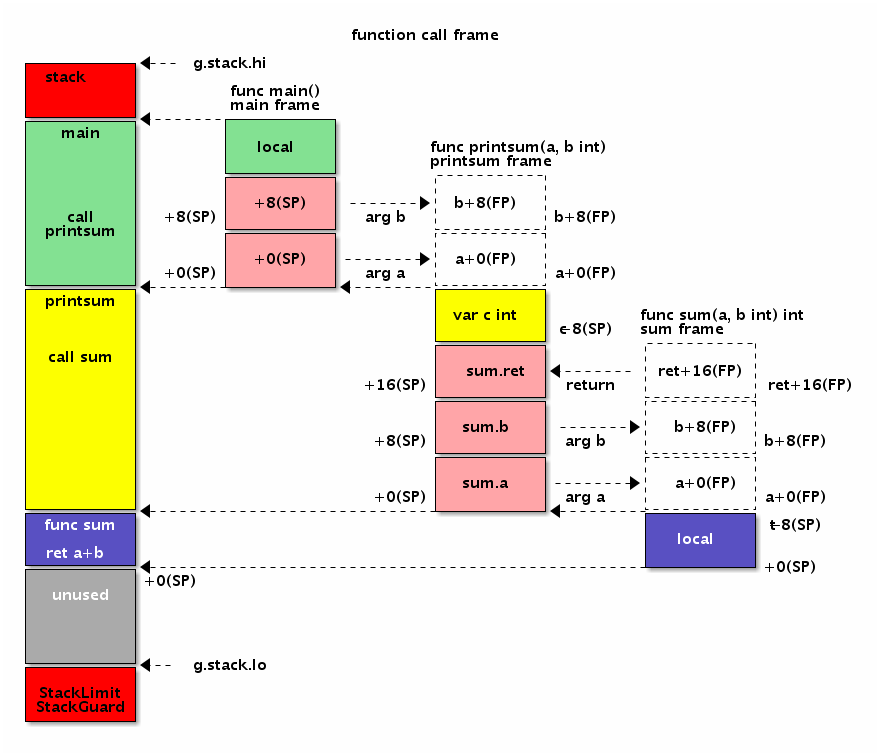 function call frame
g.stack.hi
stack
func main()
main frame
main
local
func printsum(a, b int)
printsum frame
+8(SP)
b+8(FP)
call
printsum
+8(SP)
arg b
b+8(FP)
+0(SP)
a+0(FP)
+0(SP)
arg a
a+0(FP)
printsum
var c int
func sum(a, b int) int
sum frame
c-8(SP)
call sum
sum.ret
ret+16(FP)
+16(SP)
return
ret+16(FP)
sum.b
b+8(FP)
+8(SP)
arg b
b+8(FP)
sum.a
a+0(FP)
+0(SP)
arg a
a+0(FP)
func sum
t-8(SP)
local
ret a+b
+0(SP)
+0(SP)
unused
g.stack.lo
StackLimit
StackGuard